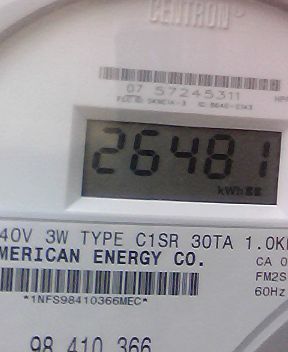 CENTRON®
07 57245311
26481
kWh
40V 3W TYPE C1SR 30TA 1.0K
MERICAN ENERGY CO.
CA 0
FM2S
60Hz
*1NFS98410366MEC*
98 410 366